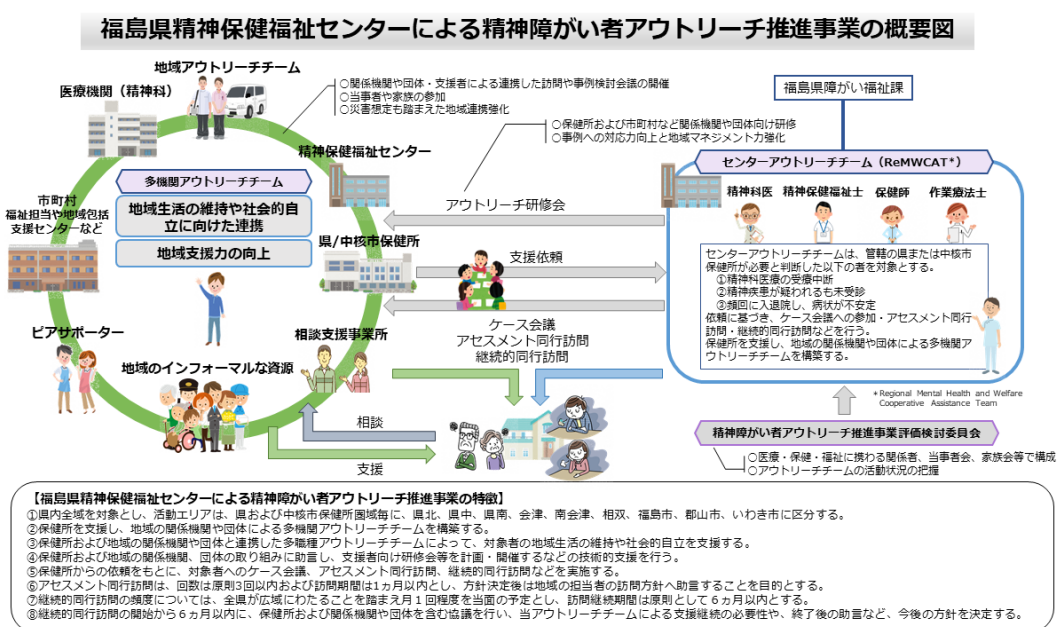 福島県精神保健福祉センターによる精神障がい者アウトリーチ推進事業の概要図
地域アウトリーチチーム
医療機関（精神科）
○関係機関や団体・支援者による連携した訪問や事例検討会議の開催
○当事者や家族の参加
○災害想定も踏まえた地域連携強化
福島県障がい福祉課
○保健所および市町村など関係機関や団体向け研修
○事例への対応力向上と地域マネジメント力強化
精神保健福祉センター
センターアウトリーチチーム（ReMWCAT*）
多機関アウトリーチチーム
精神科医
精神保健福祉士
保健師
作業療法士
市町村
福祉担当や地域包括
支援センターなど
地域生活の維持や社会的自
立に向けた連携
地域支援力の向上
アウトリーチ研修会
県/中核市保健所
支援依頼
センターアウトリーチチームは、管轄の県または中核市
保健所が必要と判断した以下の者を対象とする。
①精神科医療の受療中断
②精神疾患が疑われるも未受診
③頻回に入退院し、病状が不安定
依頼に基づき、ケース会議への参加・アセスメント同行
訪問・継続的同行訪問などを行う。
保健所を支援し、地域の関係機関や団体による多機関ア
ウトリーチチームを構築する。
ケース会議
アセスメント同行訪問
継続的同行訪問
ピアサポーター
相談支援事業所
地域のインフォーマルな資源
*Regional Mental Health and Welfare
Cooperative Assistance Team
相談
支援
精神障がい者アウトリーチ推進事業評価検討委員会
○医療・保健・福祉に携わる関係者、当事者会、家族会等で構成
○アウトリーチチームの活動状況の把握
【福島県精神保健福祉センターによる精神障がい者アウトリーチ推進事業の特徴】
①県内全域を対象とし、活動エリアは、県および中核市保健所圏域毎に、県北、県中、県南、会津、南会津、相双、福島市、郡山市、いわき市に区分する。
②保健所を支援し、地域の関係機関や団体による多機関アウトリーチチームを構築する。
③保健所および地域の関係機関や団体と連携した多職種アウトリーチチームによって、対象者の地域生活の維持や社会的自立を支援する。
④保健所および地域の関係機関、団体の取り組みに助言し、支援者向け研修会等を計画・開催するなどの技術的支援を行う。
⑤保健所からの依頼をもとに、対象者へのケース会議、アセスメント同行訪問、継続的同行訪問などを実施する。
⑥アセスメント同行訪問は、回数は原則3回以内および訪問期間は1ヵ月以内とし、方針決定後は地域の担当者の訪問方針へ助言することを目的とする。
⑦継続的同行訪問の頻度については、全県が広域にわたることを踏まえ月１回程度を当面の予定とし、訪問継続期間は原則として６ヵ月以内とする。
⑧継続的同行訪問の開始から６ヵ月以内に、保健所および関係機関や団体を含む協議を行い、当アウトリーチチームによる支援継続の必要性や、終了後の助言など、今後の方針を決定する。